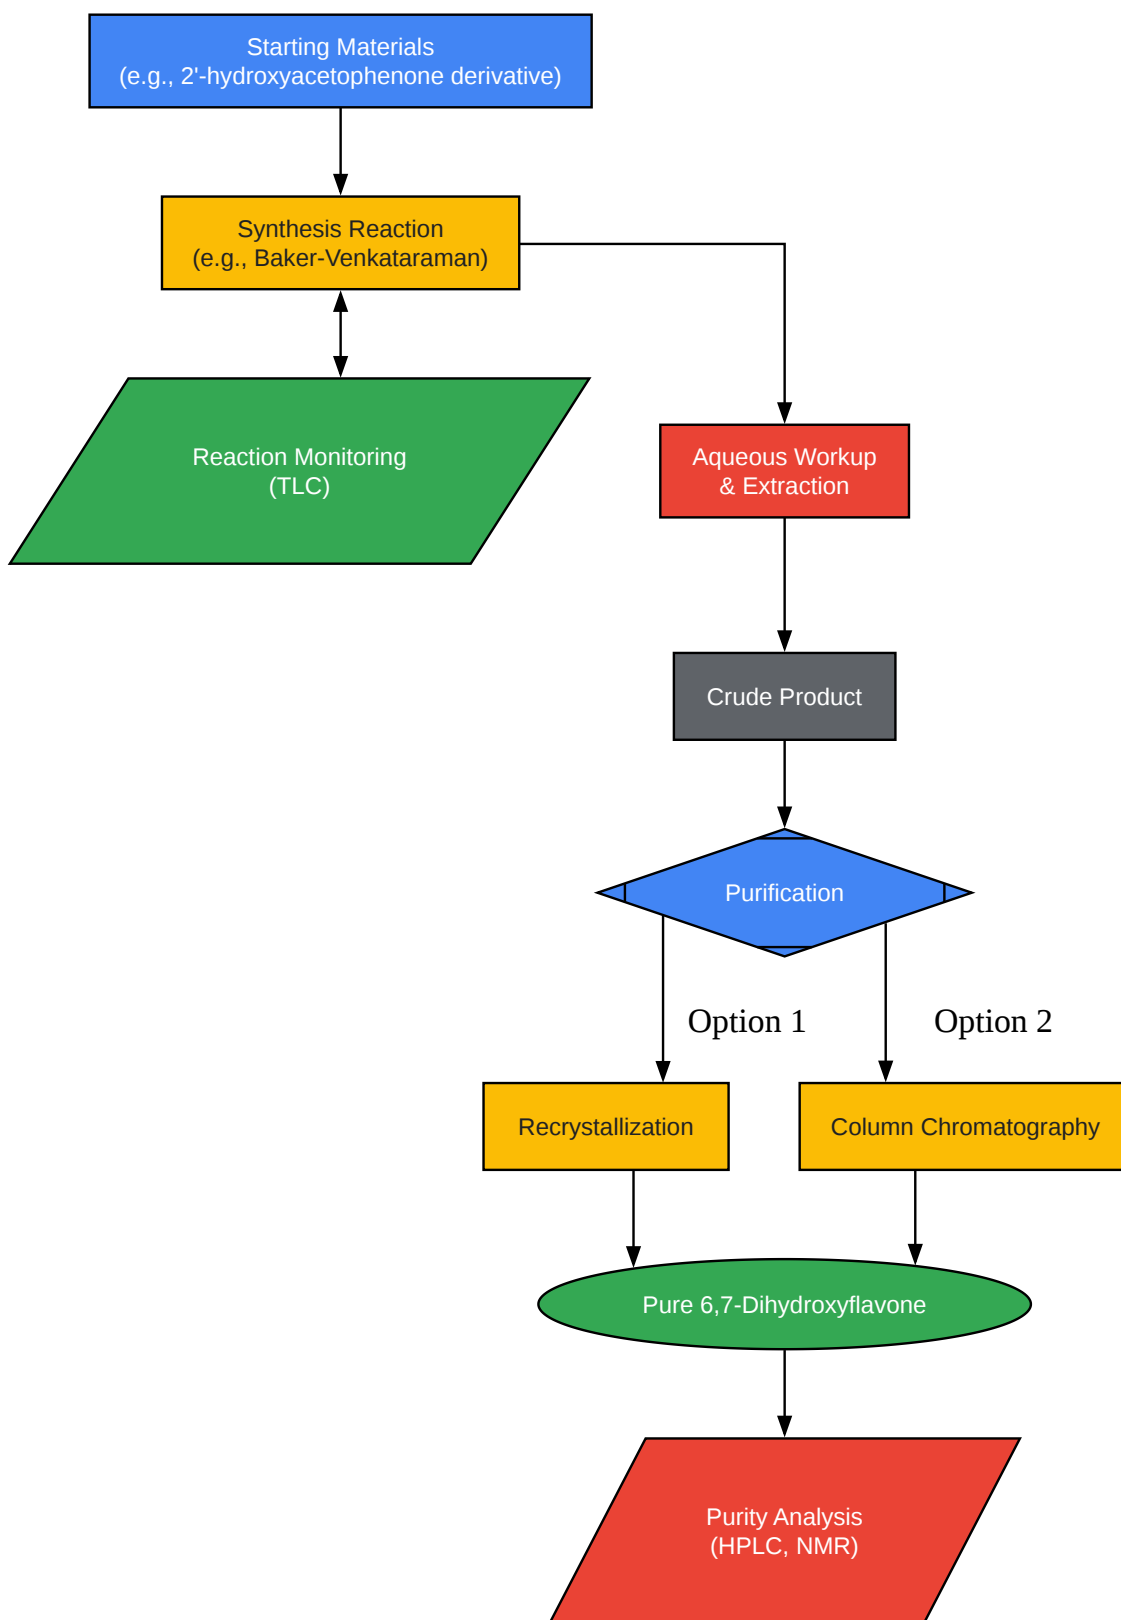 Starting Materials
(e.g., 2'-hydroxyacetophenone derivative)
Synthesis Reaction
(e.g., Baker-Venkataraman)
Reaction Monitoring
(TLC)
Aqueous Workup
& Extraction
Crude Product
Purification
Option 1
Option 2
Recrystallization
Column Chromatography
Pure 6,7-Dihydroxyflavone
Purity Analysis
(HPLC, NMR)